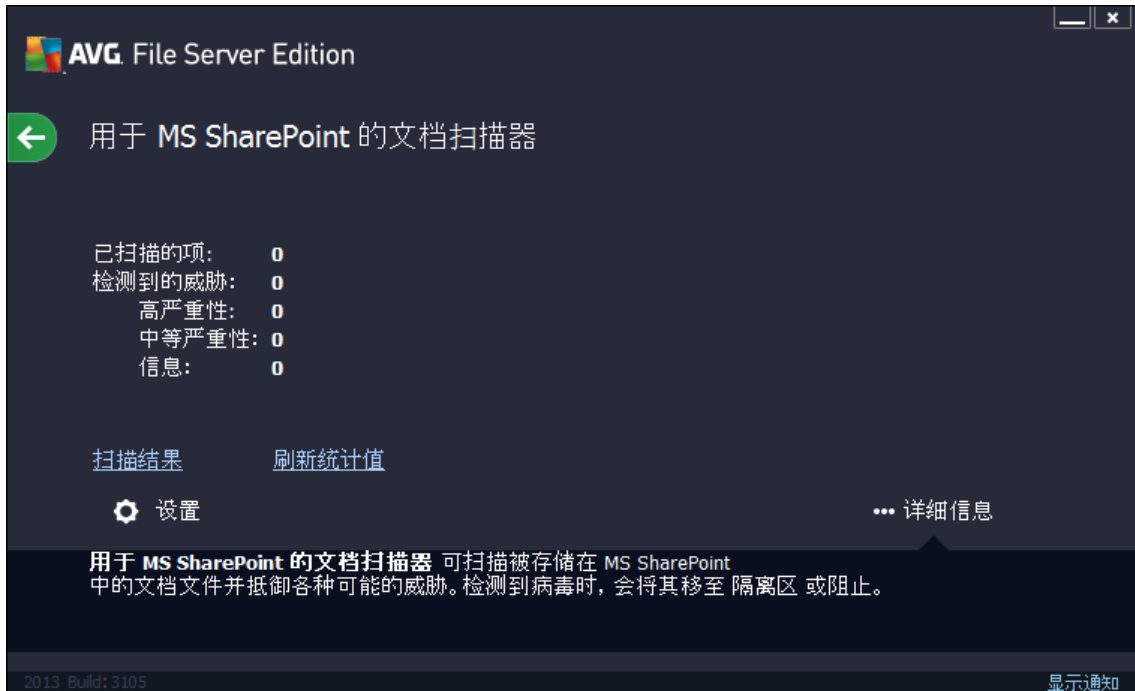 AVG. File Server Edition
用于 MS SharePoint 的文档扫描器
已扫描的项: 0
检测到的威胁: 0
高严重性: 0
中等严重性: 0
信息: 0
扫描结果 刷新统计值
设置 ••• 详细信息
用于 MS SharePoint 的文档扫描器 可扫描被存储在 MS SharePoint
中的文档文件并抵御各种可能的威胁。检测到病毒时, 会将其移至 隔离区 或阻止。
2013 Build: 3105 显示通知